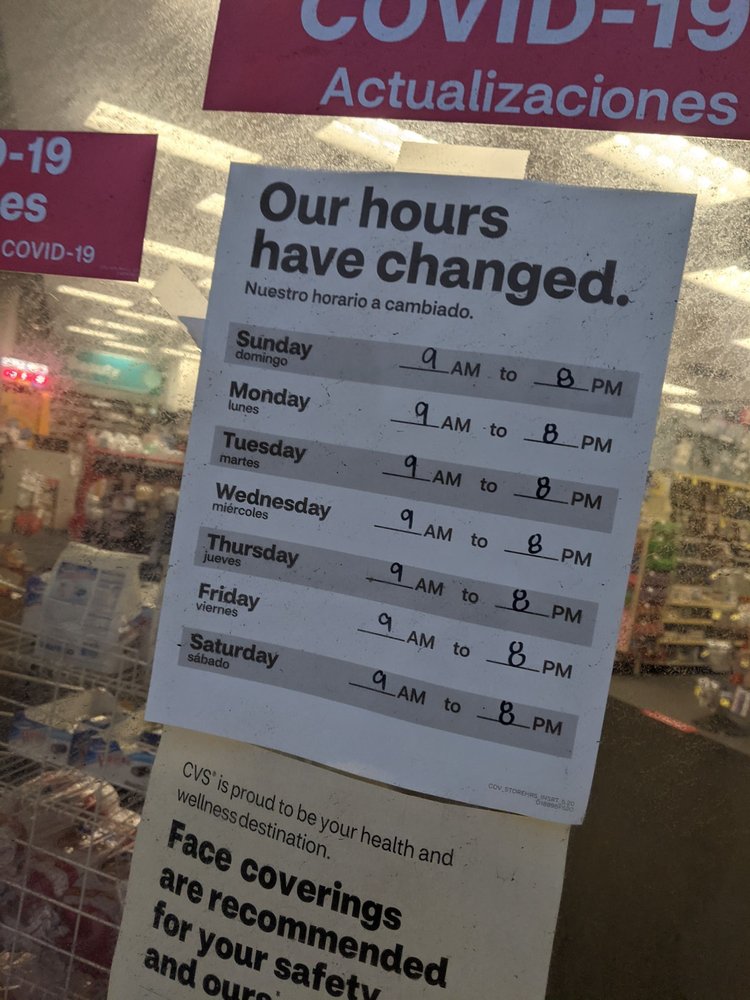 COVID-19
Actualizaciones
-19
es
COVID-19
Our hours
have changed.
Nuestro horario a cambiado.
Sunday 9 AM to 8 PM
domingo
Monday 9 AM to 8 PM
lunes
Tuesday 9 AM to 8 PM
martes
Wednesday 9 AM to 8 PM
miércoles
Thursday 9 AM to 8 PM
jueves
Friday 9 AM to 8 PM
viernes
Saturday 9 AM to 8 PM
sábado
CVS® is proud to be your health and
wellness destination.
Face coverings
are recommended
for your safety
and ours